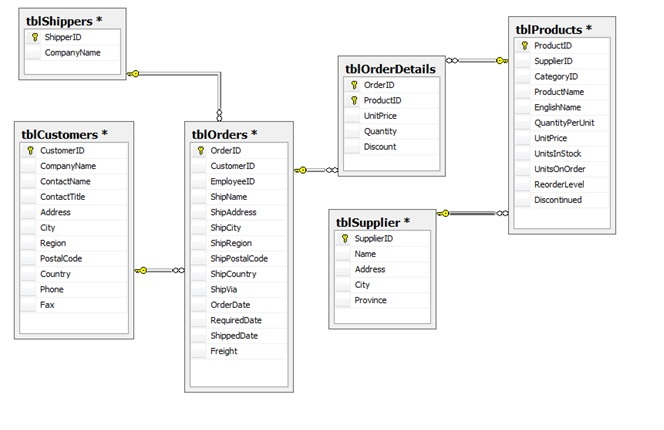 tblShippers *
ShipperID
CompanyName
tblCustomers *
CustomerID
CompanyName
ContactName
ContactTitle
Address
City
Region
PostalCode
Country
Phone
Fax
tblOrders *
OrderID
CustomerID
EmployeeID
ShipName
ShipAddress
ShipCity
ShipRegion
ShipPostalCode
ShipCountry
ShipVia
OrderDate
RequiredDate
ShippedDate
Freight
tblOrderDetails
OrderID
ProductID
UnitPrice
Quantity
Discount
tblSupplier *
SupplierID
Name
Address
City
Province
tblProducts *
ProductID
SupplierID
CategoryID
ProductName
EnglishName
QuantityPerUnit
UnitPrice
UnitsInStock
UnitsOnOrder
ReorderLevel
Discontinued